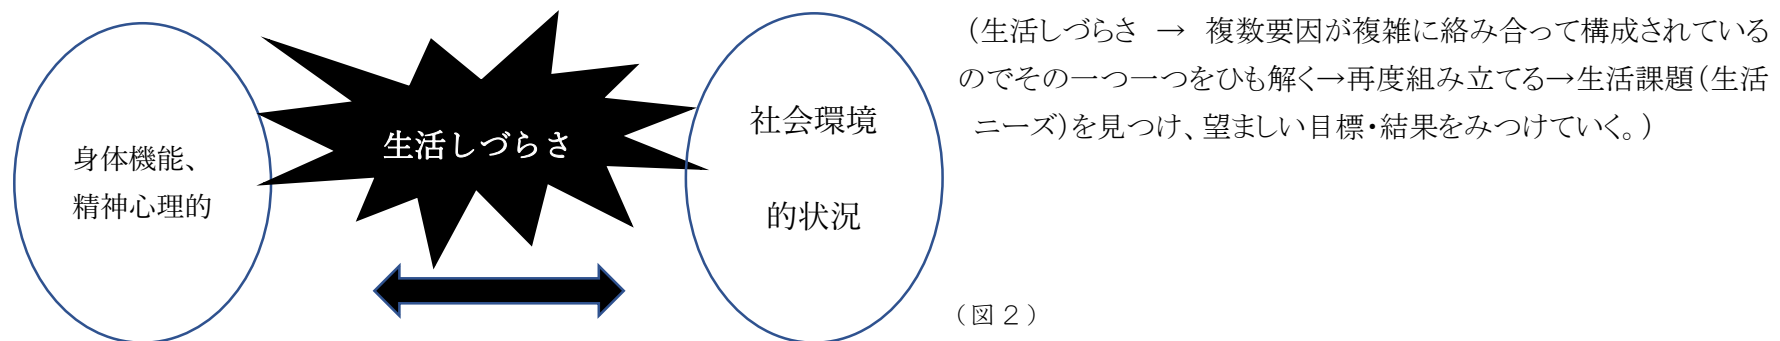 身体機能、
精神心理的
生活しづらさ
社会環境
的状況
（生活しづらさ → 複数要因が複雑に絡み合って構成されている
のでその一つ一つをひも解く→再度組み立てる→生活課題（生活
ニーズ）を見つけ、望ましい目標・結果をみつけていく。）
（図２）